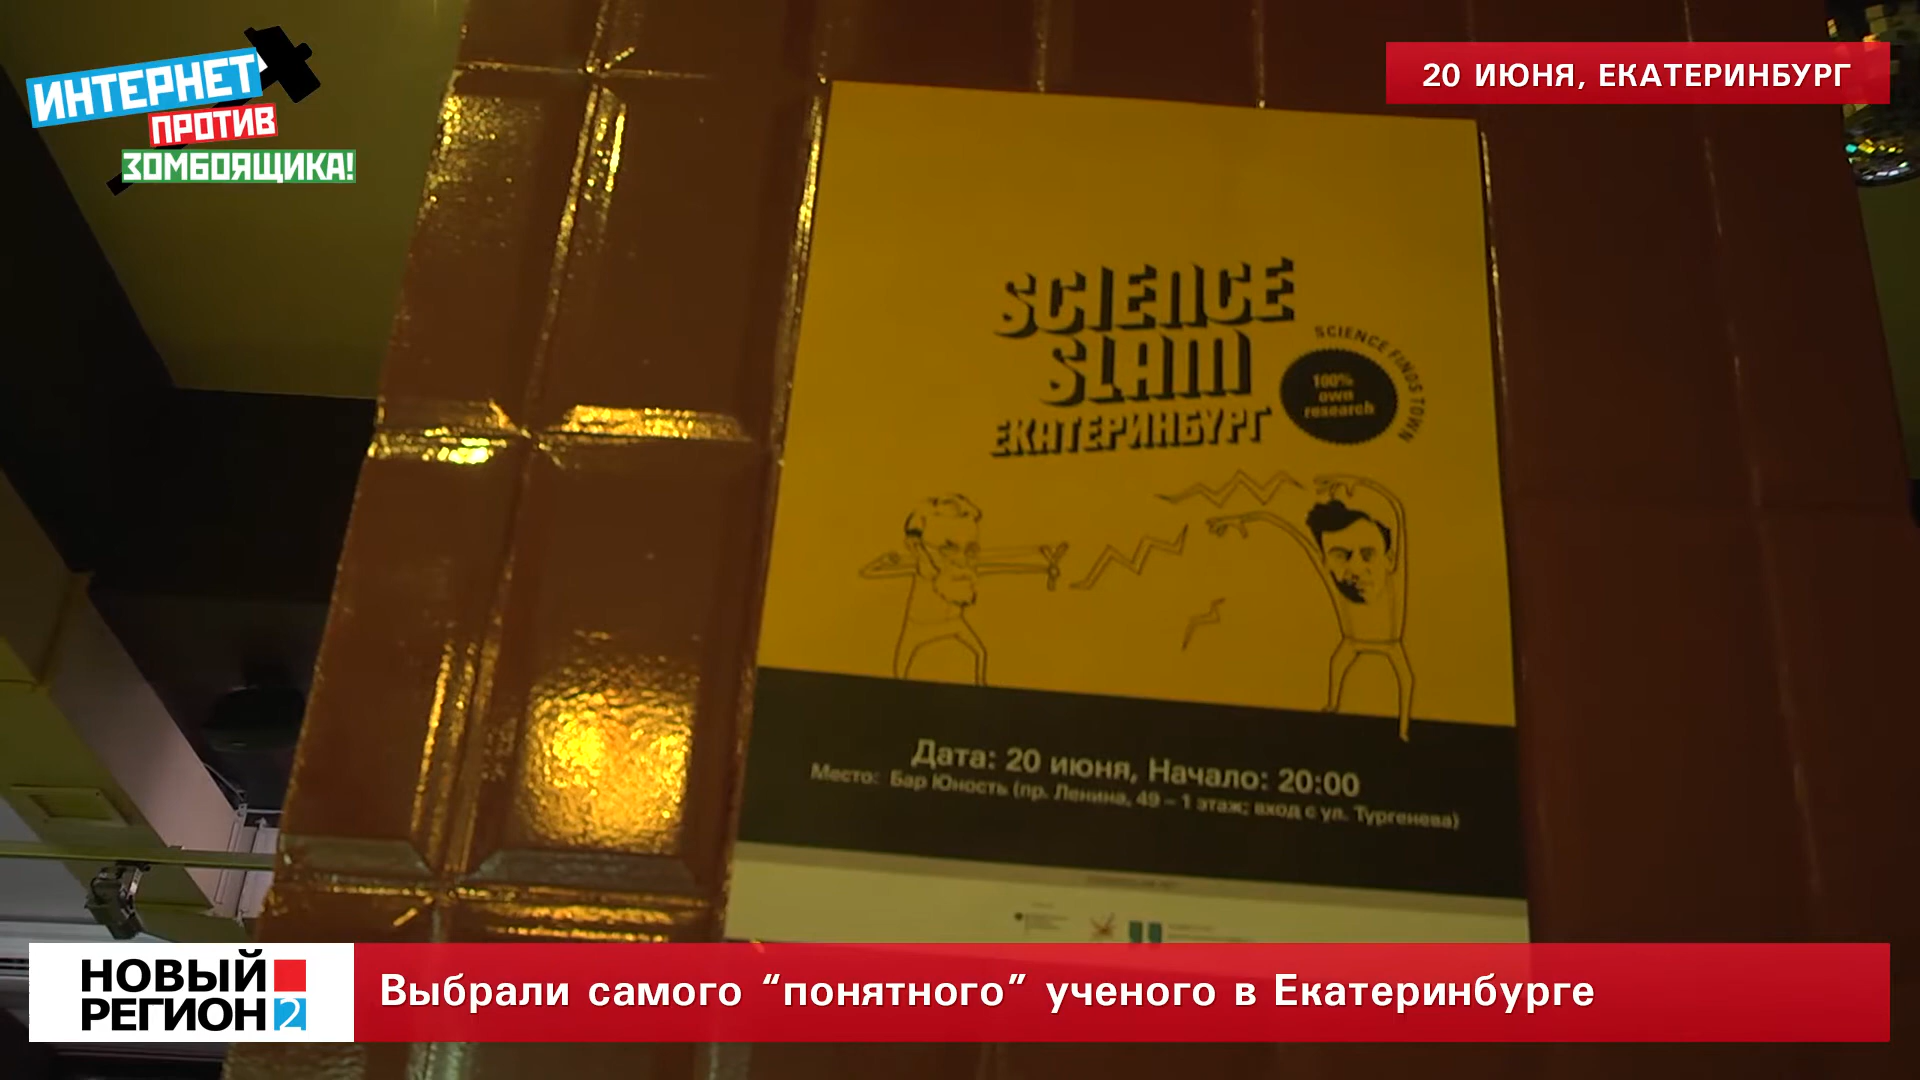 ИНТЕРНЕТ
ПРОТИВ
ЗОМБОЯЩИКА!
20 ИЮНЯ, ЕКАТЕРИНБУРГ
SCIENCE
SLAM
ЕКАТЕРИНБУРГ
SCIENCE FINDS TOWN
100%
own
research
Дата: 20 июня, Начало: 20:00
Место: Бар Юность (пр. Ленина, 49 – 1 этаж; вход с ул. Тургенева)
НОВЫЙ
РЕГИОН 2
Выбрали самого “понятного” ученого в Екатеринбурге